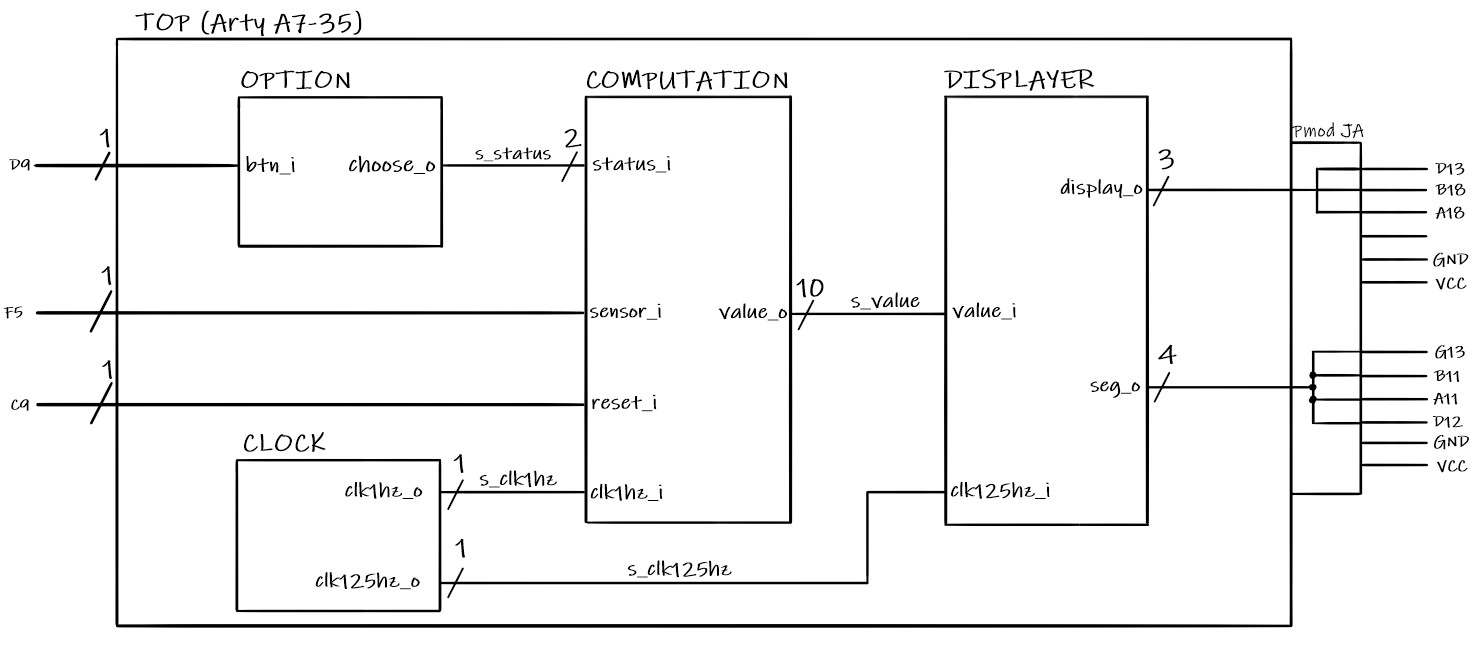 TOP (Arty A7-35)
OPTION
COMPUTATION
DISPLAYER
Pmod JA
D9
1
btn_i
choose_o
s_status
2
status_i
display_o
3
D13
B18
A18
GND
VCC
F5
1
sensor_i
value_o
10
s_value
value_i
C9
1
reset_i
seg_o
4
G13
B11
A11
D12
GND
VCC
CLOCK
clk1hz_o
1
s_clk1hz
clk1hz_i
clk125hz_i
clk125hz_o
1
s_clk125hz